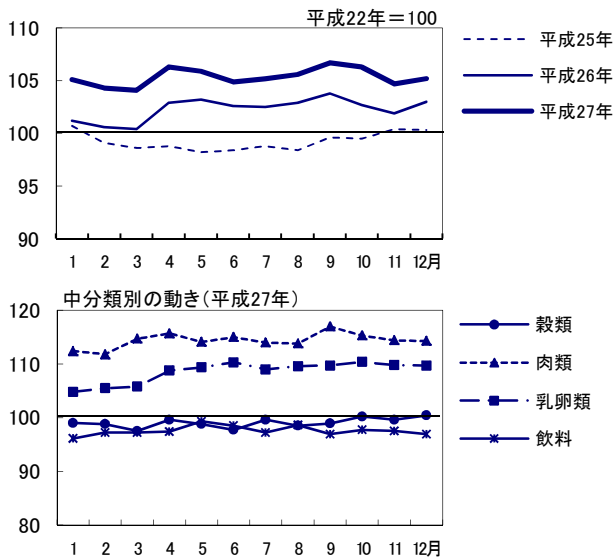 平成22年＝100
110
105
100
95
90
1 2 3 4 5 6 7 8 9 10 11 12月
平成25年
平成26年
平成27年
中分類別の動き(平成27年)
120
110
100
90
80
1 2 3 4 5 6 7 8 9 10 11 12月
穀類
肉類
乳卵類
飲料